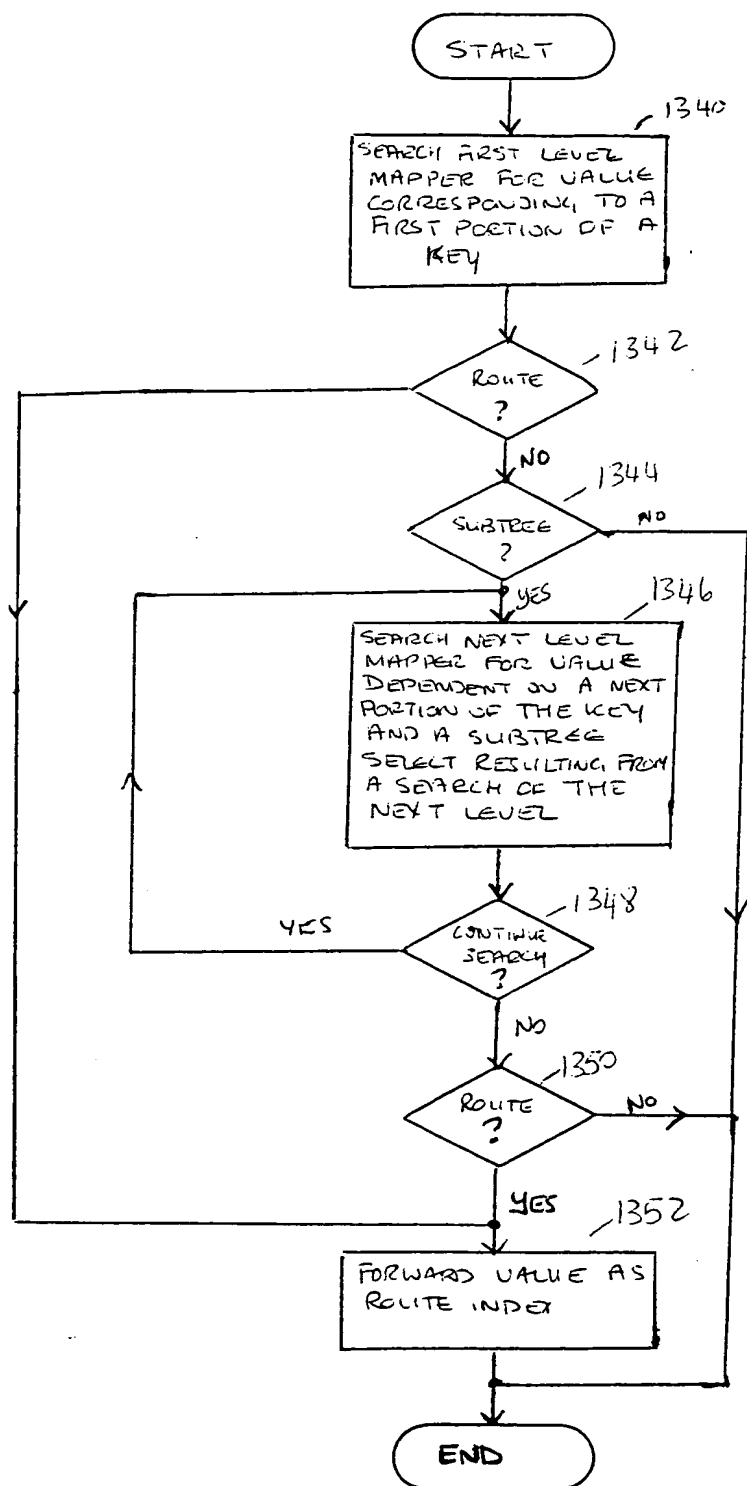 START
1340
SEARCH FIRST LEVEL
MAPPER FOR VALUE
CORRESPONDING TO A
FIRST PORTION OF A
KEY
1342
ROUTE
?
NO
1344
SUBTREE
?
NO
YES
1346
SEARCH NEXT LEVEL
MAPPER FOR VALUE
DEPENDENT ON A NEXT
PORTION OF THE KEY
AND A SUBTREE
SELECT RESULTING FROM
A SEARCH OF THE
NEXT LEVEL
1348
YES
CONTINUE
SEARCH
?
NO
1350
ROUTE
?
NO
YES
1352
FORWARD VALUE AS
ROUTE INDEX
END